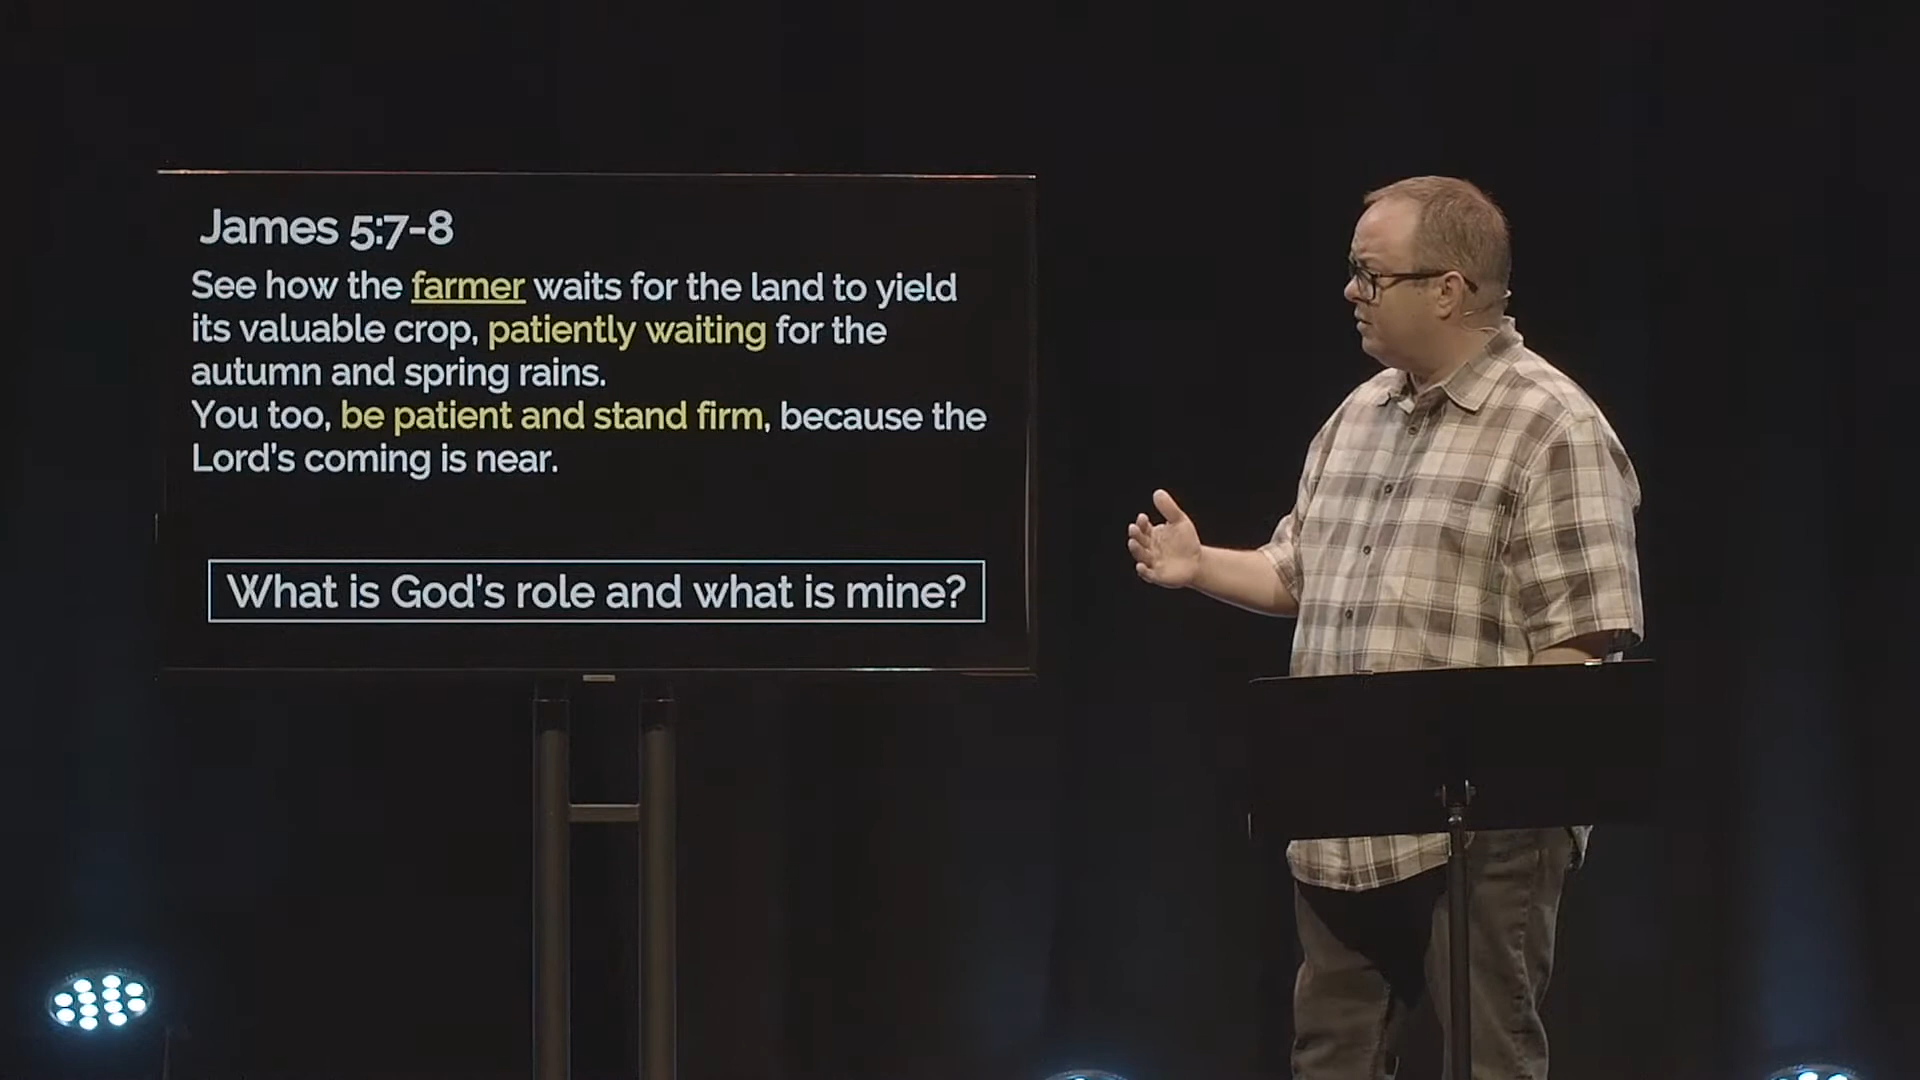 James 5:7-8
See how the farmer waits for the land to yield
its valuable crop, patiently waiting for the
autumn and spring rains.
You too, be patient and stand firm, because the
Lord's coming is near.
What is God's role and what is mine?